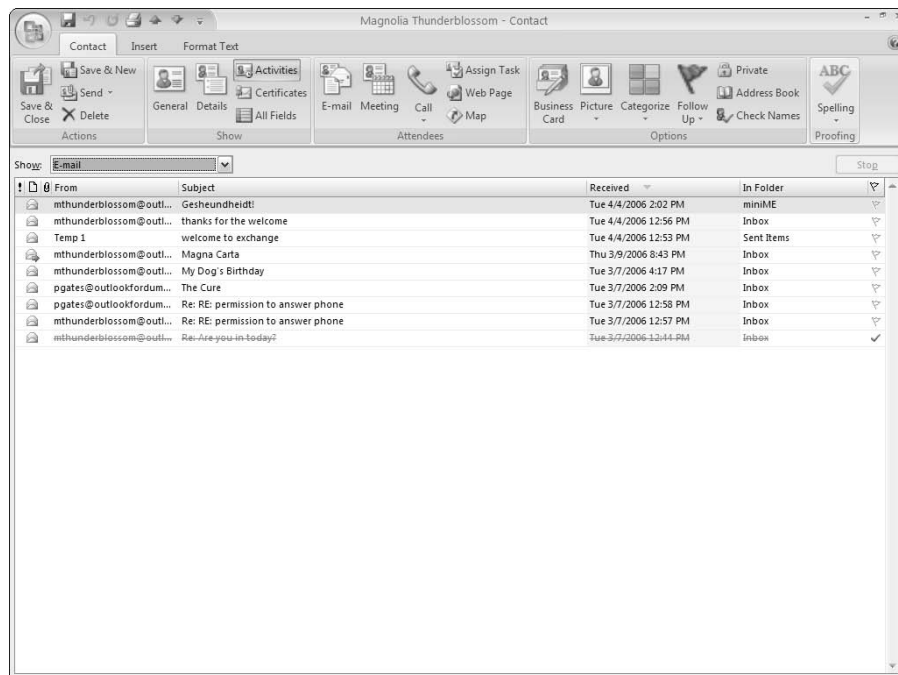 Magnolia Thunderblossom - Contact
Contact Insert Format Text
Save & Close
Save & New
Send
Delete
Actions
General
Details
Activities
Certificates
All Fields
Show
E-mail
Meeting
Call
Assign Task
Web Page
Map
Attendees
Business Card
Picture
Categorize
Follow Up
Private
Address Book
Check Names
Options
ABC
Spelling
Proofing
Show: E-mail Stop
! From Subject Received In Folder
mthunderblossom@outl... Gesheundheidt! Tue 4/4/2006 2:02 PM miniME
mthunderblossom@outl... thanks for the welcome Tue 4/4/2006 12:56 PM Inbox
Temp 1 welcome to exchange Tue 4/4/2006 12:53 PM Sent Items
mthunderblossom@outl... Magna Carta Thu 3/9/2006 8:43 PM Inbox
mthunderblossom@outl... My Dog's Birthday Tue 3/7/2006 4:17 PM Inbox
pgates@outlookfordum... The Cure Tue 3/7/2006 2:09 PM Inbox
pgates@outlookfordum... Re: RE: permission to answer phone Tue 3/7/2006 12:58 PM Inbox
mthunderblossom@outl... Re: RE: permission to answer phone Tue 3/7/2006 12:57 PM Inbox
mthunderblossom@outl... Re: Are you in today? Tue 3/7/2006 12:44 PM Inbox